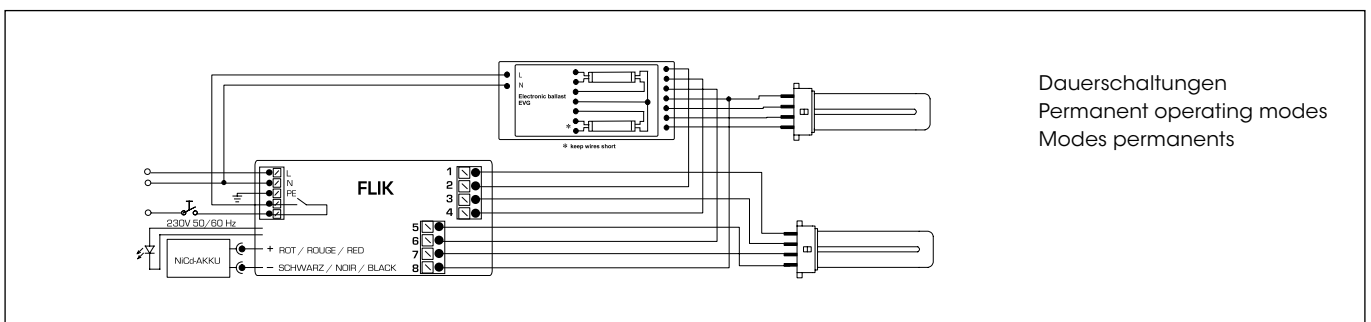 Dauerschaltungen
Permanent operating modes
Modes permanents
L
N
Electronic ballast
EVG
*
* keep wires short
FLIK
L
N
PE
230V 50/60 Hz
NiCd-AKKU
+ ROT / ROUGE / RED
– SCHWARZ / NOIR / BLACK
1
2
3
4
5
6
7
8